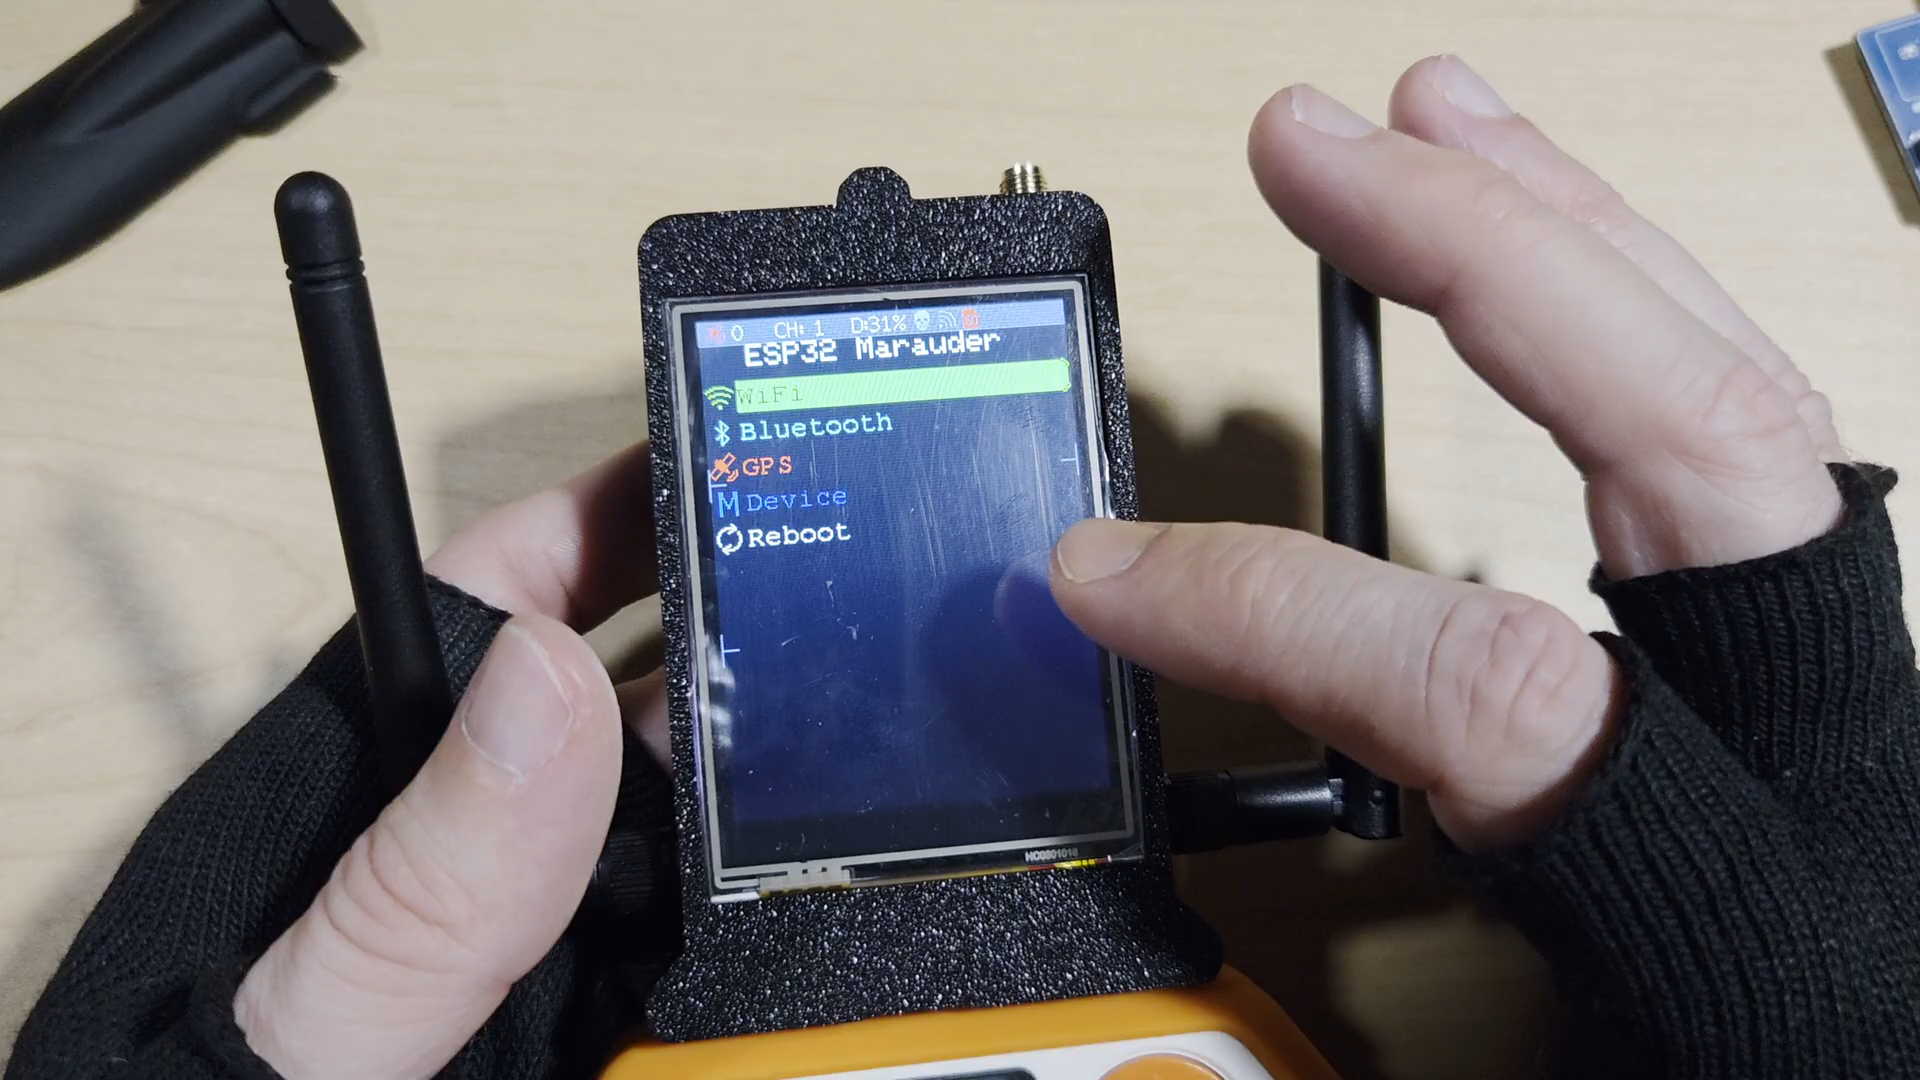 0 CH: 1 D:31%
ESP32 Marauder
WiFi
Bluetooth
GPS
Device
Reboot